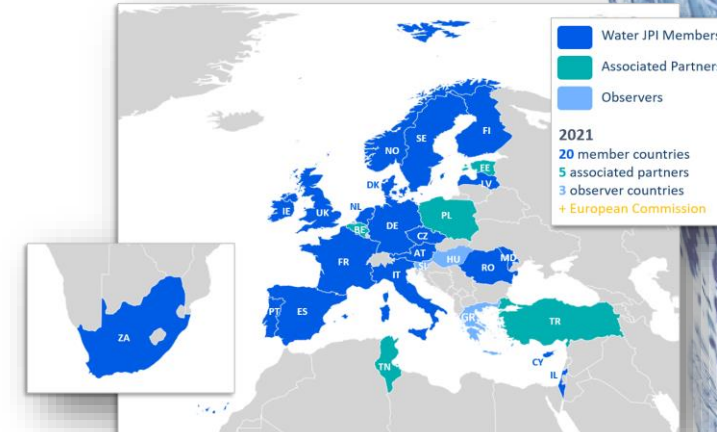 Water JPI Members
Associated Partners
Observers
2021
20 member countries
5 associated partners
3 observer countries
+ European Commission
FI
SE
NO
EE
LV
DK
NL
IE
UK
PL
DE
BE
CZ
AT
HU
MD
FR
SI
RO
IT
PT
ES
GR
TR
ZA
TN
CY
IL